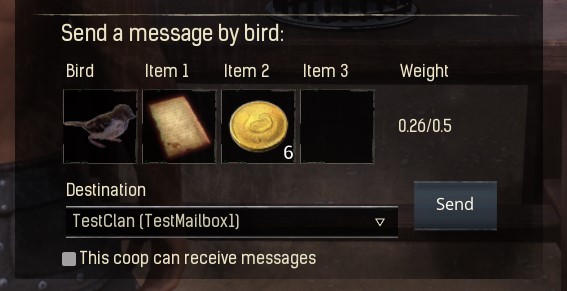 Send a message by bird:
Bird Item 1 Item 2 Item 3 Weight
6
0.26/0.5
Destination
TestClan (TestMailbox1)
Send
This coop can receive messages